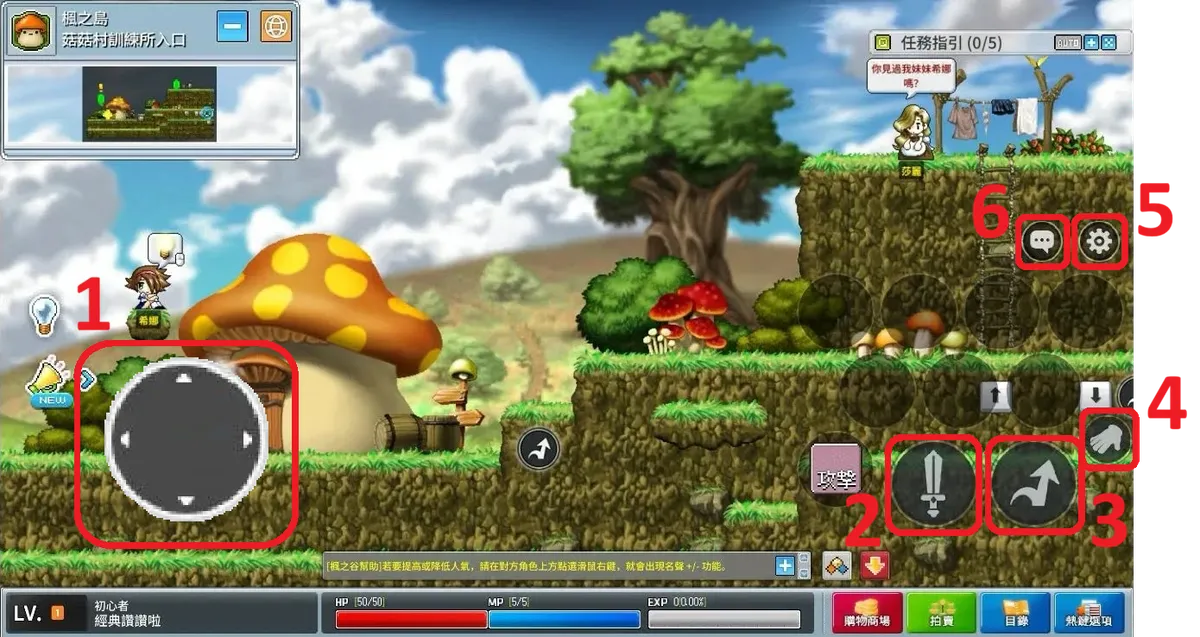 楓之島
菇菇村訓練所入口
任務指引 (0/5)
AUTO
你見過我妹妹希娜
嗎?
莎麗
6
5
1
希娜
NEW
4
攻擊
2
3
[楓之谷幫助]若要提高或降低人氣，請在對方角色上方點選滑鼠右鍵，就會出現名聲 +/- 功能。
LV. 1
初心者
經典讚讚啦
HP [50/50]
MP [5/5]
EXP 0[0.00%]
購物商場
拍賣
目錄
熱鍵選項